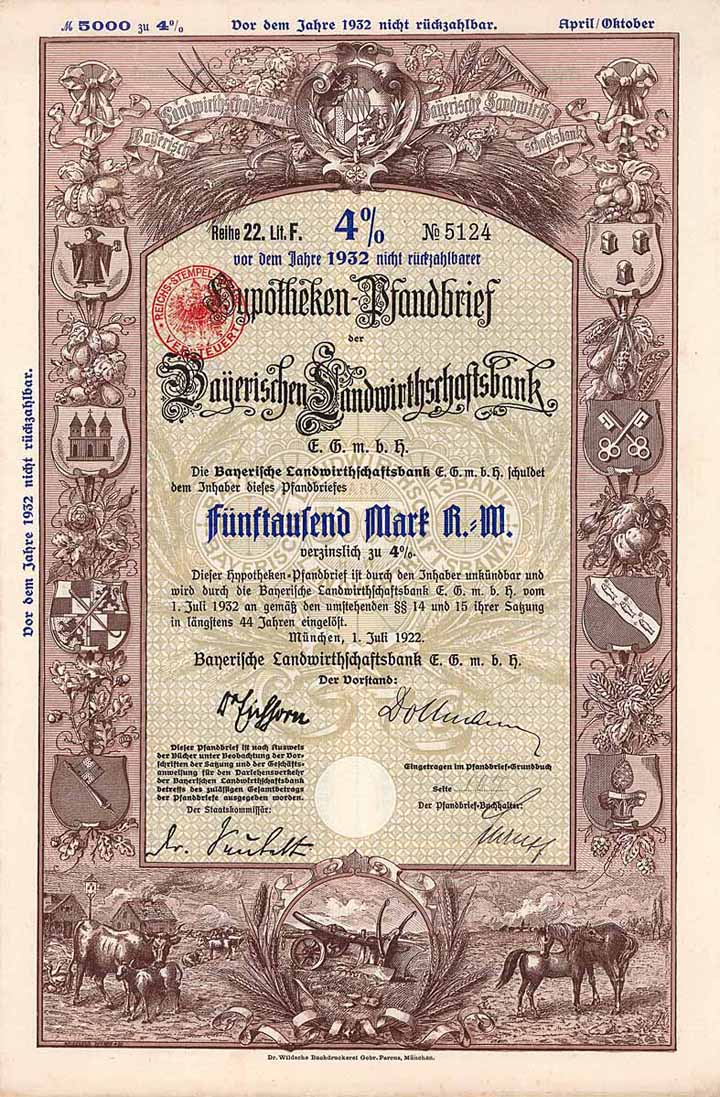 ℳ 5000 zu 4% Vor dem Jahre 1932 nicht rückzahlbar. April/Oktober
Bayerische Landwirthschaftsbank
Bayerische Landwirthschaftsbank
Reihe 22. Lit. F. 4% № 5124
vor dem Jahre 1932 nicht rückzahlbarer
REICHS-STEMPEL-
VERSTEUERT
Hypotheken-Pfandbrief
der
Bayerischen Landwirthschaftsbank
E. G. m. b. H.
Die Bayerische Landwirthschaftsbank E. G. m. b. H. schuldet
dem Inhaber dieses Pfandbriefes
Fünftausend Mark R.-W.
verzinslich zu 4%.
Dieser Hypotheken-Pfandbrief ist durch den Inhaber unkündbar und
wird durch die Bayerische Landwirthschaftsbank E. G. m. b. H. vom
1. Juli 1932 an gemäß den umstehenden §§ 14 und 15 ihrer Satzung
in längstens 44 Jahren eingelöst.
München, 1. Juli 1922.
Bayerische Landwirthschaftsbank E. G. m. b. H.
Der Vorstand:
Dr Eichhorn
Dieser Pfandbrief ist nach Ausweis
der Bücher unter Beobachtung der Vor-
schriften der Satzung und der Geschäfts-
anweisung für den Darlehensverkehr
der Bayerischen Landwirthschaftsbank
betreffs des zulässigen Gesamtbetrags
der Pfandbriefe ausgegeben worden.
Der Staatskommissär:
Eingetragen im Pfandbrief-Grundbuch
Seite
Der Pfandbrief-Buchhalter:
Vor dem Jahre 1932 nicht rückzahlbar.
Dr. Wildsche Buchdruckerei Gebr. Parcus, München.